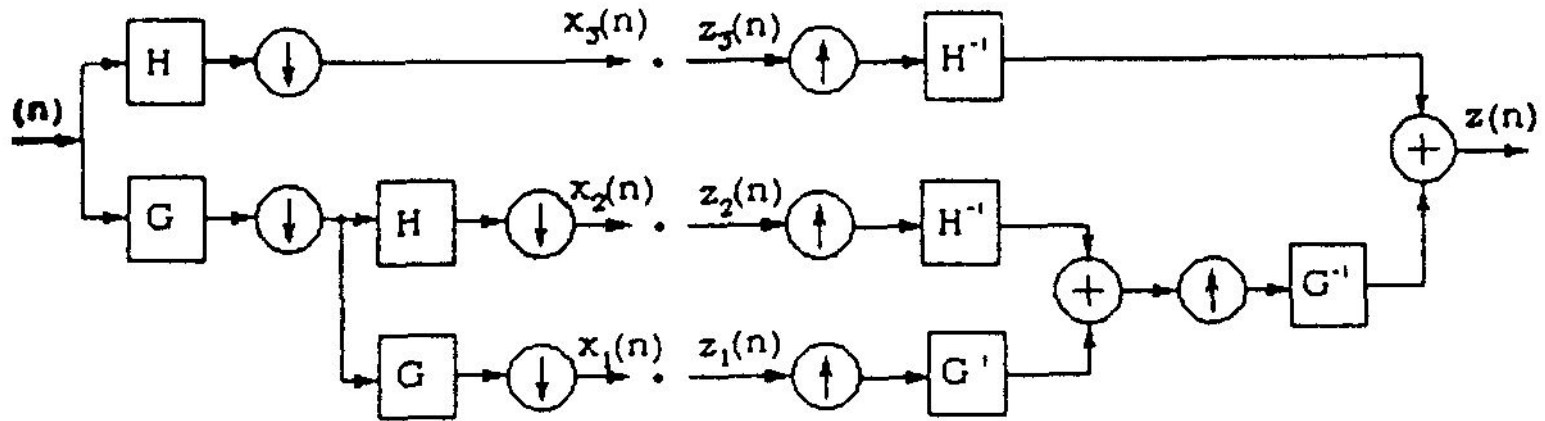 H ↓ x₃(n) · z₃(n) ↑ H⁻¹
(n) + z(n)
G ↓ H ↓ x₂(n) · z₂(n) ↑ H⁻¹
+ ↑ G⁻¹
G ↓ x₁(n) · z₁(n) ↑ G⁻¹